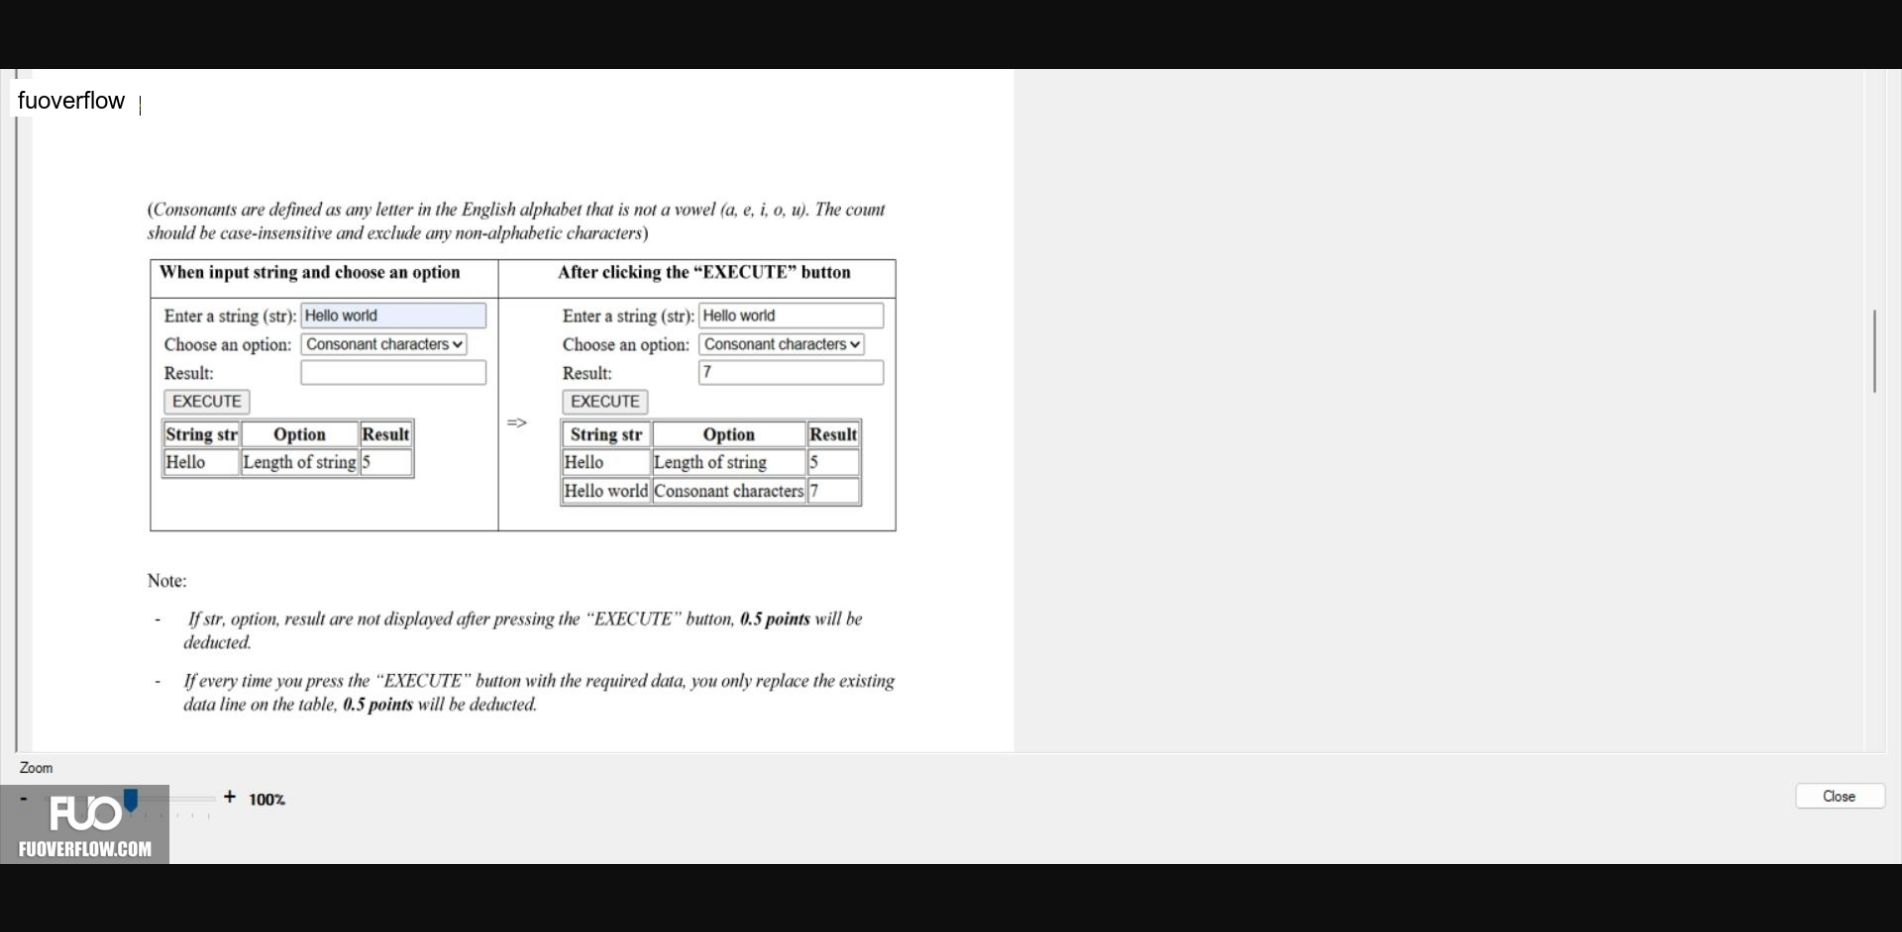 fuoverflow
(Consonants are defined as any letter in the English alphabet that is not a vowel (a, e, i, o, u). The count
should be case-insensitive and exclude any non-alphabetic characters)
When input string and choose an option
Enter a string (str): Hello world
Choose an option: Consonant characters
Result:
EXECUTE
String str Option Result
Hello Length of string 5
=>
After clicking the “EXECUTE” button
Enter a string (str): Hello world
Choose an option: Consonant characters
Result: 7
EXECUTE
String str Option Result
Hello Length of string 5
Hello world Consonant characters 7
Note:
- If str, option, result are not displayed after pressing the “EXECUTE” button, 0.5 points will be
deducted.
- If every time you press the “EXECUTE” button with the required data, you only replace the existing
data line on the table, 0.5 points will be deducted.
Zoom
- + 100%
Close
FUO
FUOVERFLOW.COM